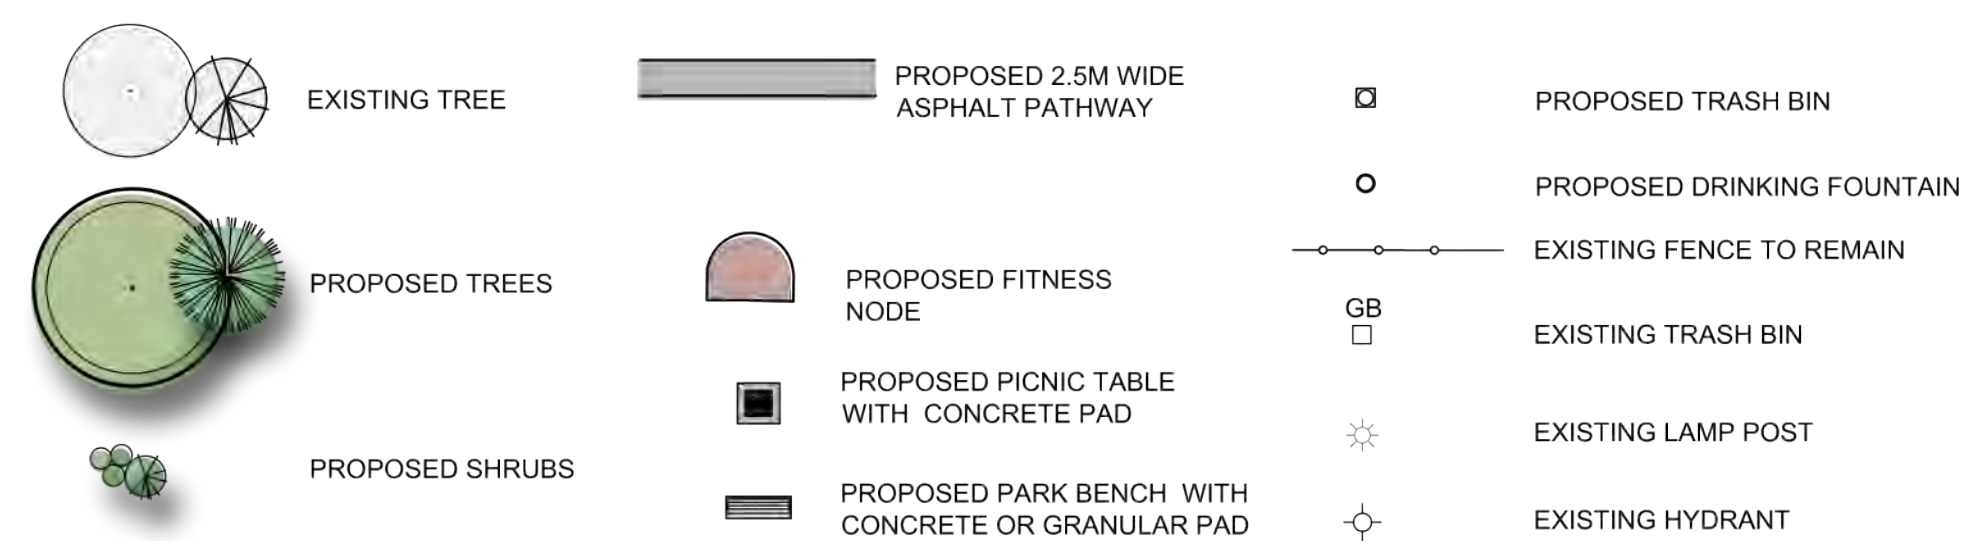 EXISTING TREE
PROPOSED TREES
PROPOSED SHRUBS
PROPOSED 2.5M WIDE
ASPHALT PATHWAY
PROPOSED FITNESS
NODE
PROPOSED PICNIC TABLE
WITH CONCRETE PAD
PROPOSED PARK BENCH WITH
CONCRETE OR GRANULAR PAD
PROPOSED TRASH BIN
PROPOSED DRINKING FOUNTAIN
EXISTING FENCE TO REMAIN
GB
EXISTING TRASH BIN
EXISTING LAMP POST
EXISTING HYDRANT